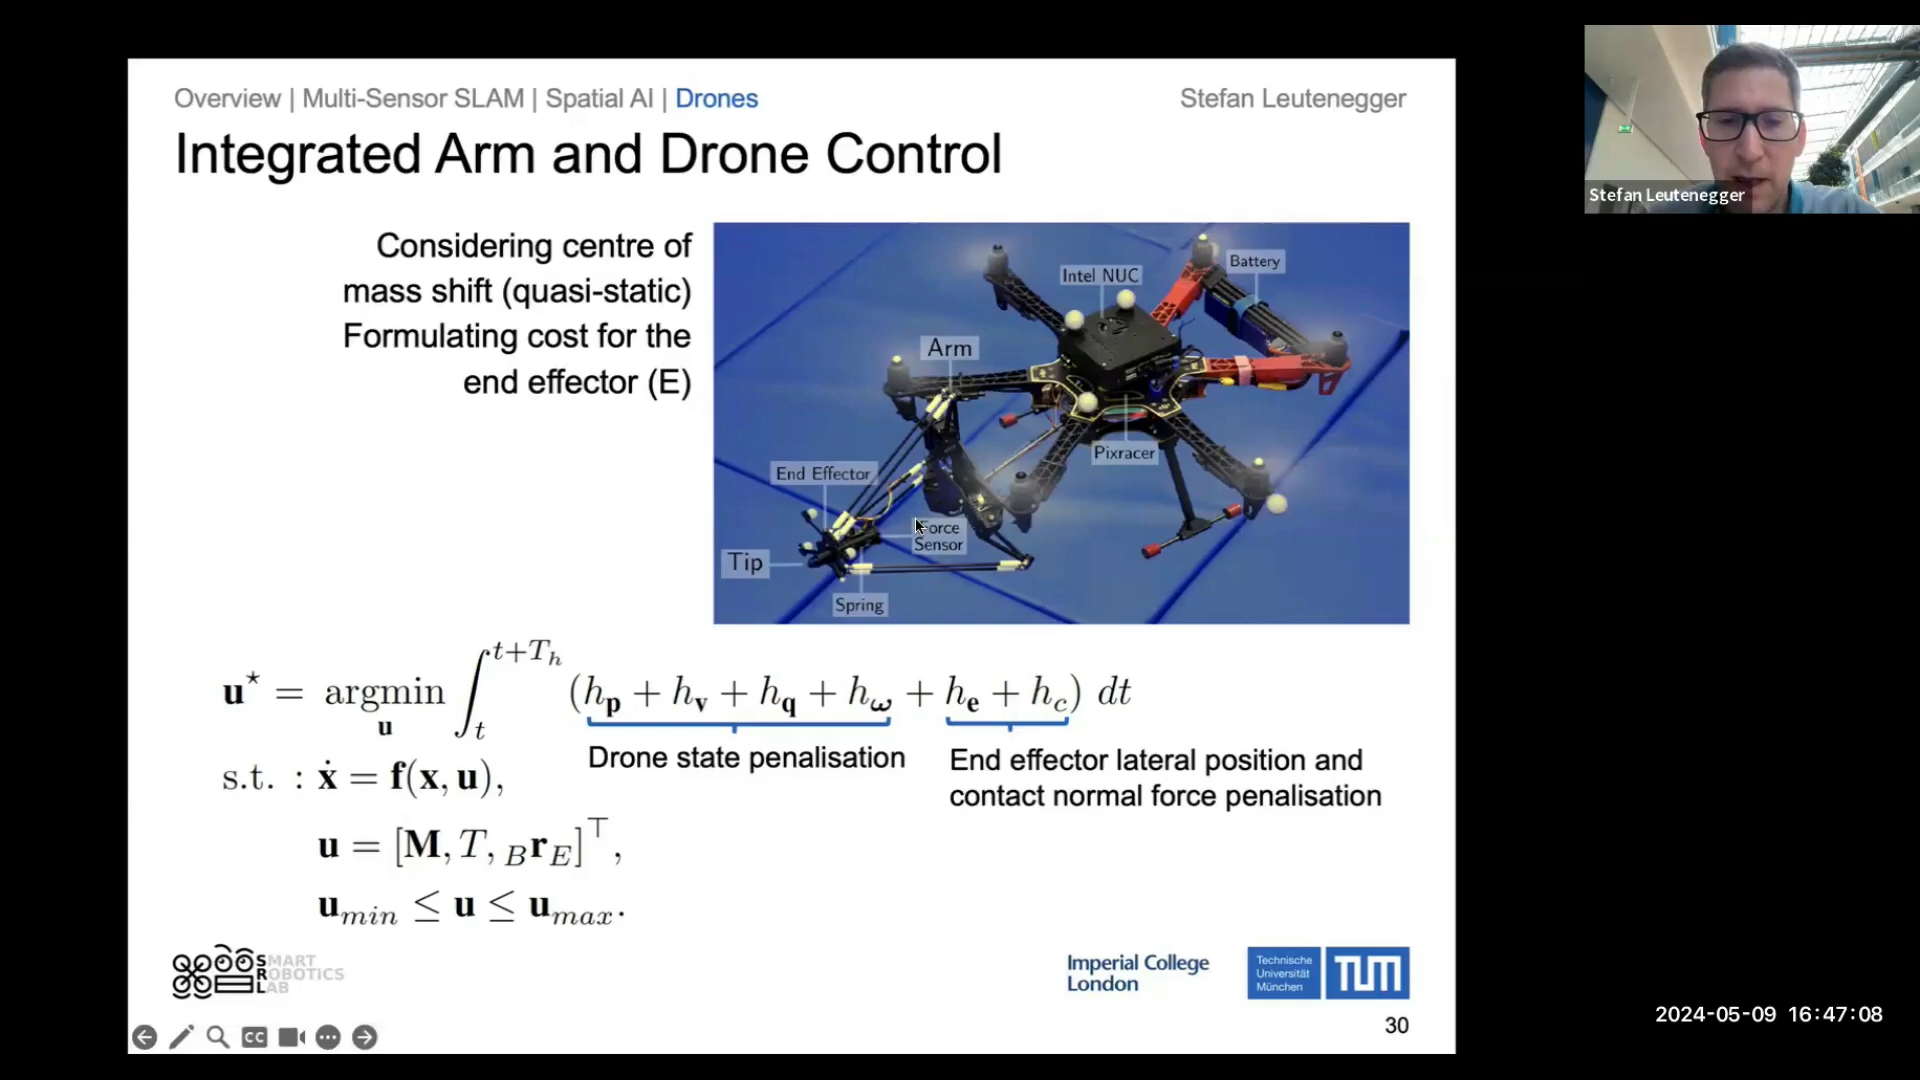 Overview | Multi-Sensor SLAM | Spatial AI | Drones
Stefan Leutenegger
Integrated Arm and Drone Control
Stefan Leutenegger
Considering centre of
mass shift (quasi-static)
Formulating cost for the
end effector (E)
Battery
Intel NUC
Arm
Pixracer
End Effector
Force
Sensor
Tip
Spring
u* = argmin_u ∫_t^{t+T_h} (h_p + h_v + h_q + h_ω + h_e + h_c) dt
Drone state penalisation
End effector lateral position and
contact normal force penalisation
s.t. : ẋ = f(x, u),
u = [M, T, _B r_E]^⊤,
u_min ≤ u ≤ u_max.
SMART
ROBOTICS
LAB
Imperial College
London
Technische
Universität
München
TUM
30
CC
2024-05-09 16:47:08